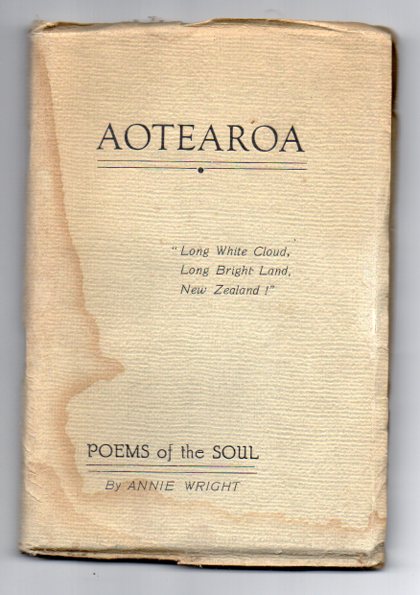 AOTEAROA
"Long White Cloud,
Long Bright Land,
New Zealand!"
POEMS of the SOUL
By ANNIE WRIGHT